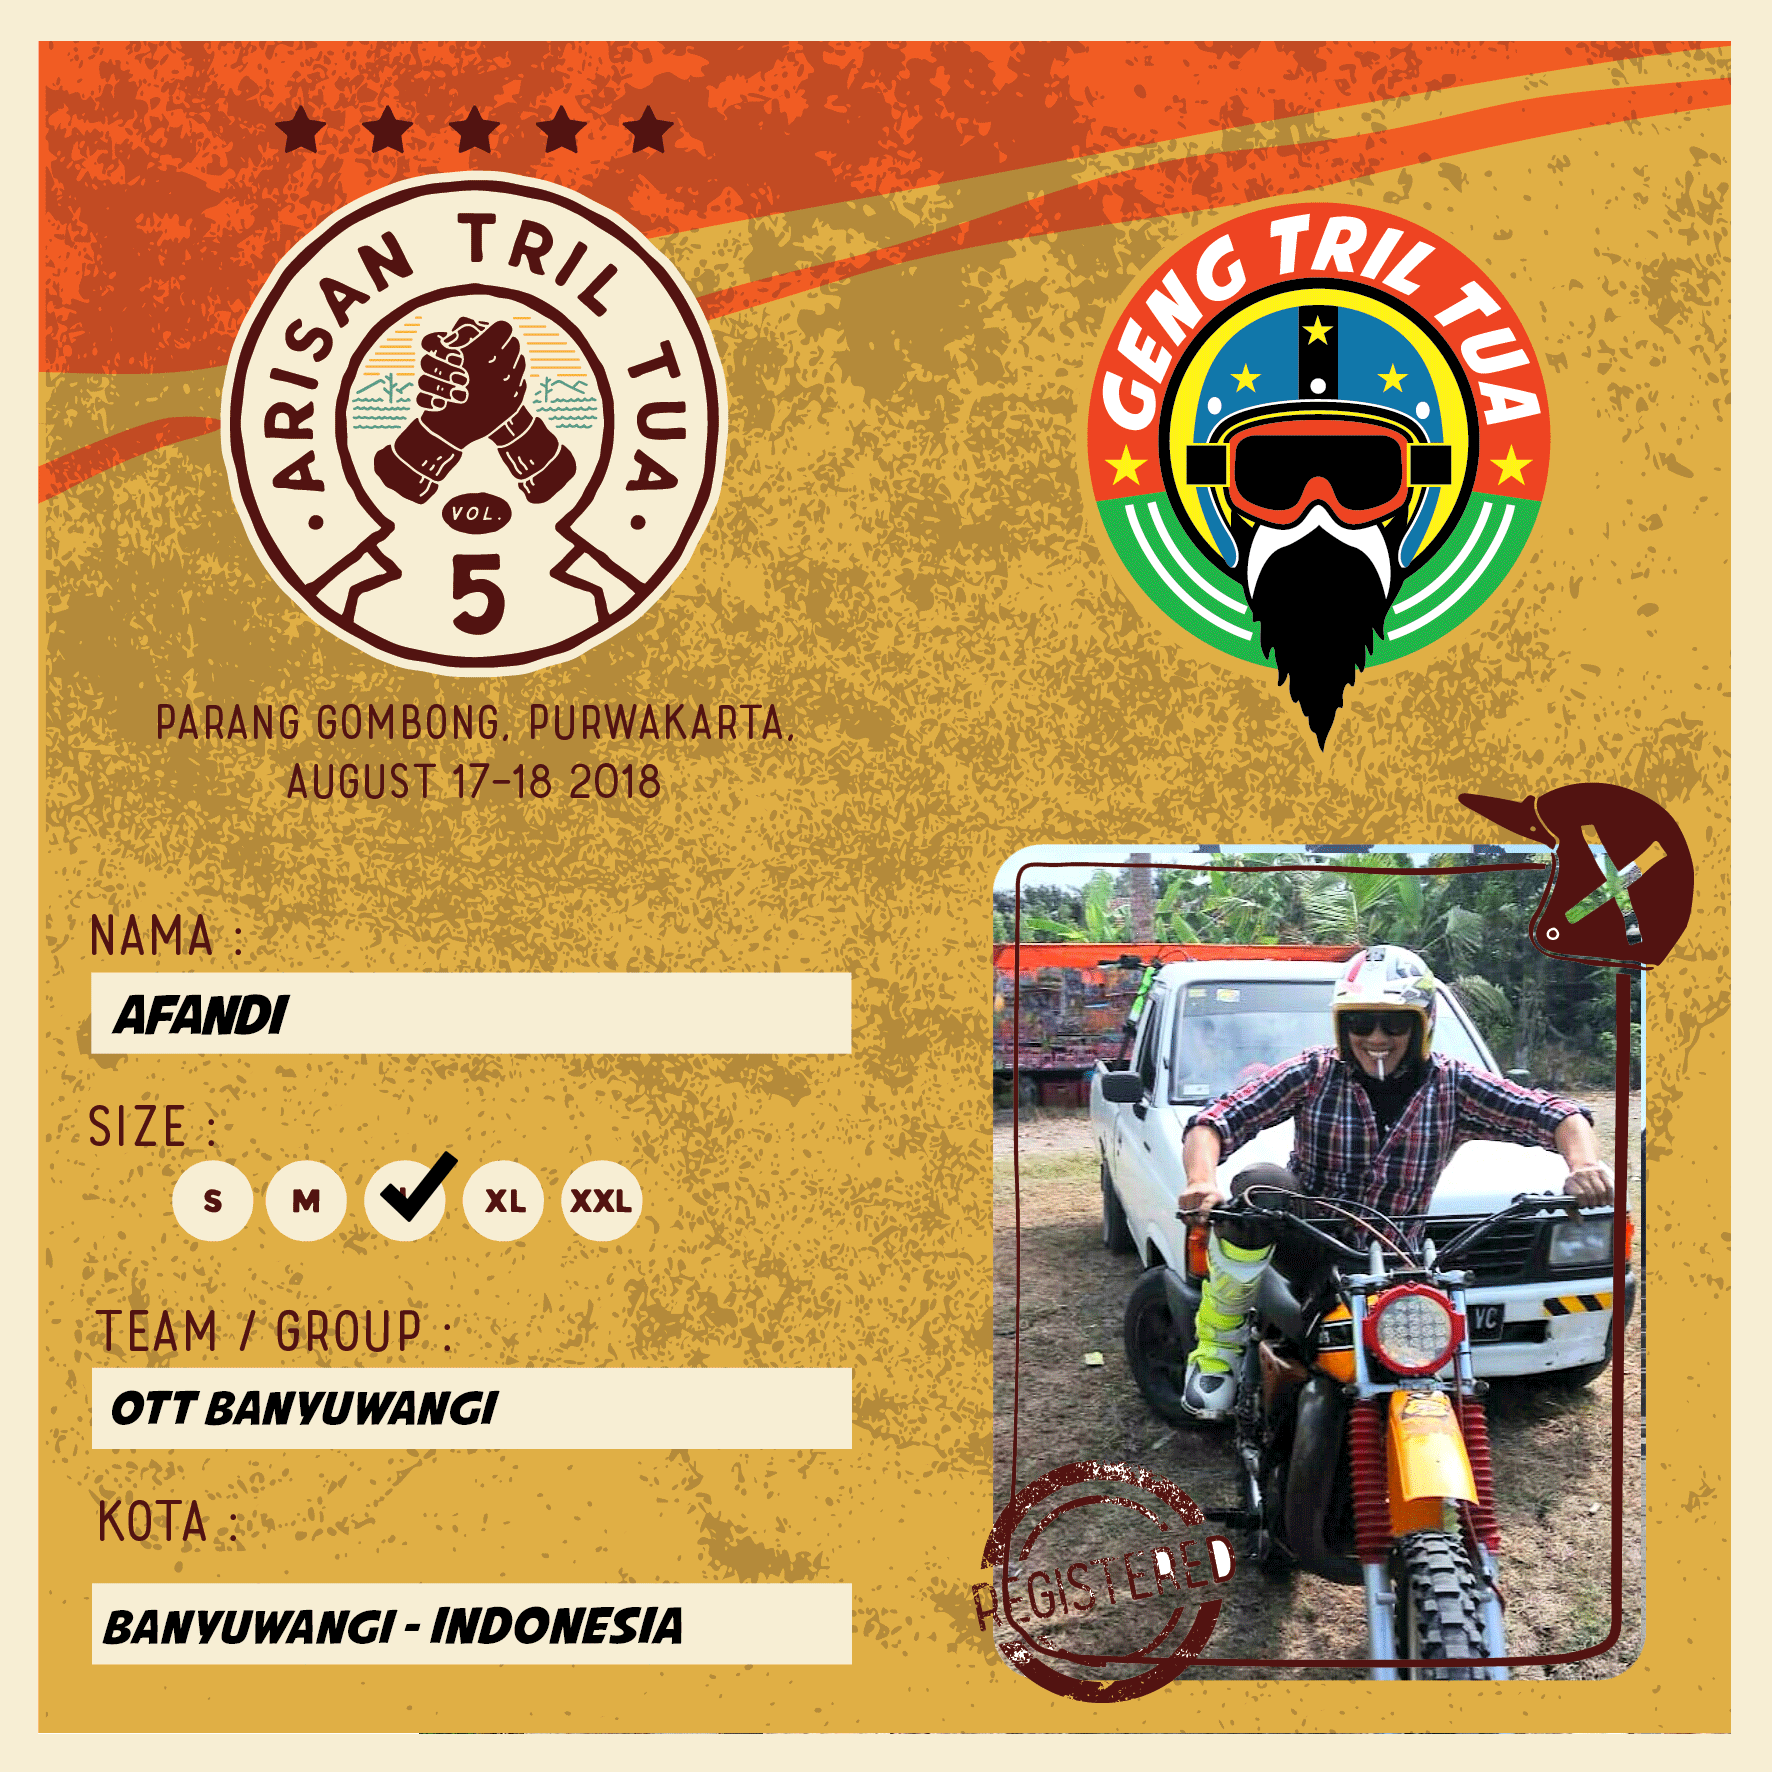 ARISAN TRIL TUA
VOL.
5
GENG TRIL TUA
PARANG GOMBONG, PURWAKARTA,
AUGUST 17-18 2018
NAMA :
AFANDI
SIZE :
S M L XL XXL
TEAM / GROUP :
OTT BANYUWANGI
KOTA :
BANYUWANGI - INDONESIA
VC
REGISTERED